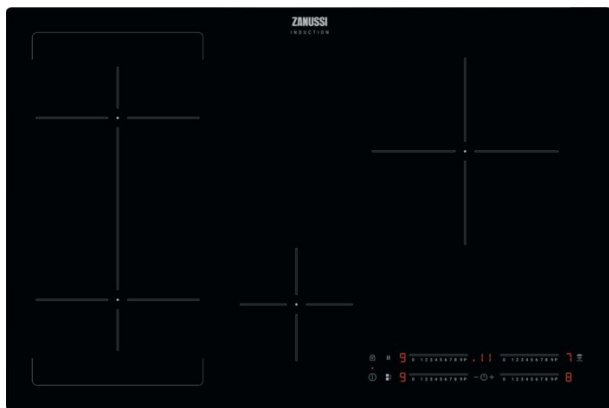 ZANUSSI
INDUCTION
9 0 1 2 3 4 5 6 7 8 9 P .11 0 1 2 3 4 5 6 7 8 9 P 7
9 0 1 2 3 4 5 6 7 8 9 P − + 0 1 2 3 4 5 6 7 8 9 P 8